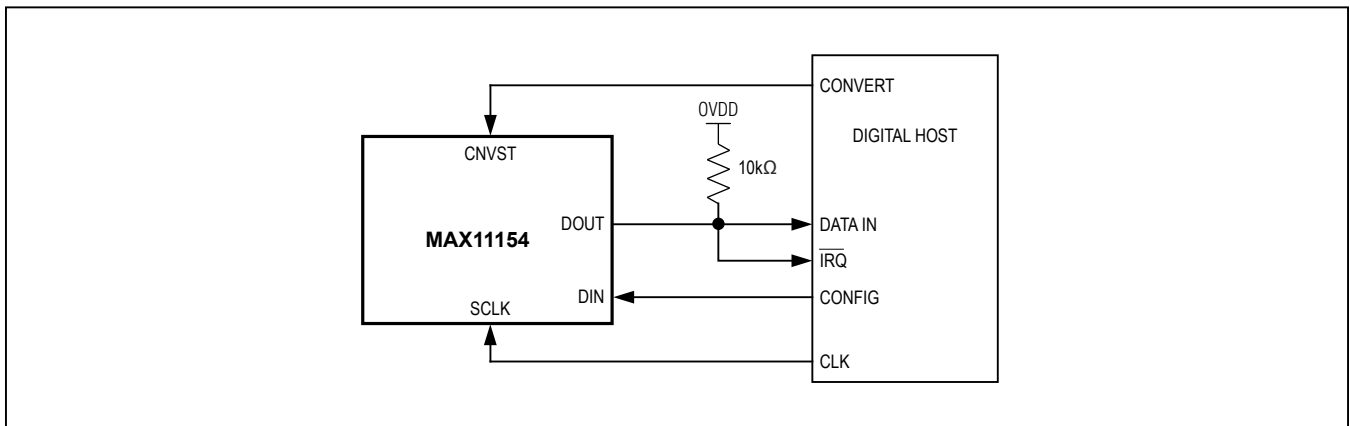 CONVERT
OVDD
DIGITAL HOST
CNVST
10kΩ
DOUT
DATA IN
MAX11154
IRQ
DIN
CONFIG
SCLK
CLK